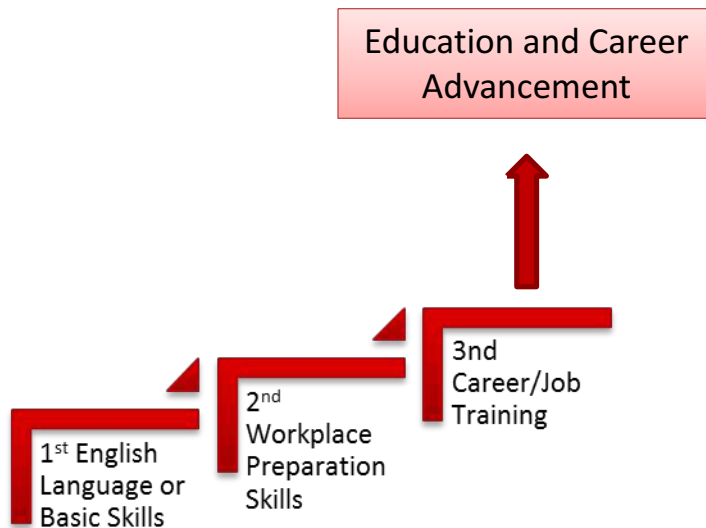 Education and Career
Advancement
3nd
Career/Job
Training
2nd
Workplace
Preparation
Skills
1st English
Language or
Basic Skills